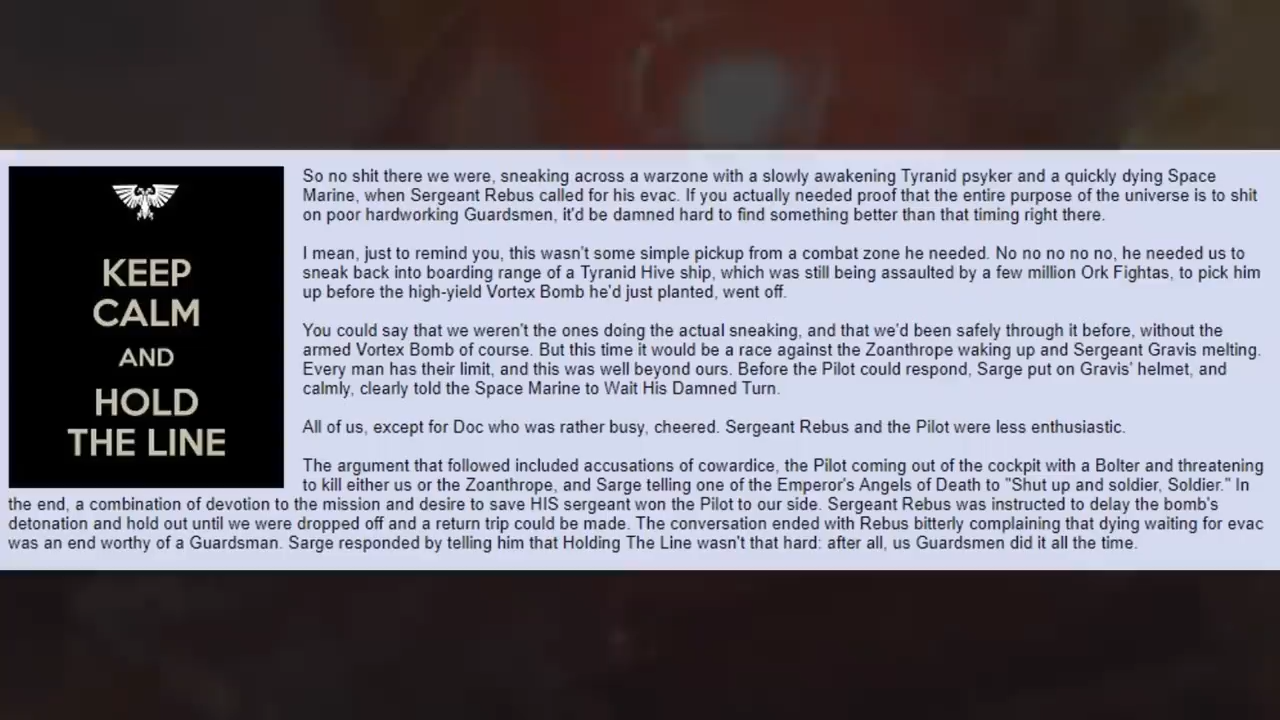 KEEP
CALM
AND
HOLD
THE LINE
So no shit there we were, sneaking across a warzone with a slowly awakening Tyranid psyker and a quickly dying Space
Marine, when Sergeant Rebus called for his evac. If you actually needed proof that the entire purpose of the universe is to shit
on poor hardworking Guardsmen, it'd be damned hard to find something better than that timing right there.
I mean, just to remind you, this wasn't some simple pickup from a combat zone he needed. No no no no no, he needed us to
sneak back into boarding range of a Tyranid Hive ship, which was still being assaulted by a few million Ork Fightas, to pick him
up before the high-yield Vortex Bomb he'd just planted, went off.
You could say that we weren't the ones doing the actual sneaking, and that we'd been safely through it before, without the
armed Vortex Bomb of course. But this time it would be a race against the Zoanthrope waking up and Sergeant Gravis melting.
Every man has their limit, and this was well beyond ours. Before the Pilot could respond, Sarge put on Gravis' helmet, and
calmly, clearly told the Space Marine to Wait His Damned Turn.
All of us, except for Doc who was rather busy, cheered. Sergeant Rebus and the Pilot were less enthusiastic.
The argument that followed included accusations of cowardice, the Pilot coming out of the cockpit with a Bolter and threatening
to kill either us or the Zoanthrope, and Sarge telling one of the Emperor's Angels of Death to "Shut up and soldier, Soldier." In
the end, a combination of devotion to the mission and desire to save HIS sergeant won the Pilot to our side. Sergeant Rebus was instructed to delay the bomb's
detonation and hold out until we were dropped off and a return trip could be made. The conversation ended with Rebus bitterly complaining that dying waiting for evac
was an end worthy of a Guardsman. Sarge responded by telling him that Holding The Line wasn't that hard: after all, us Guardsmen did it all the time.